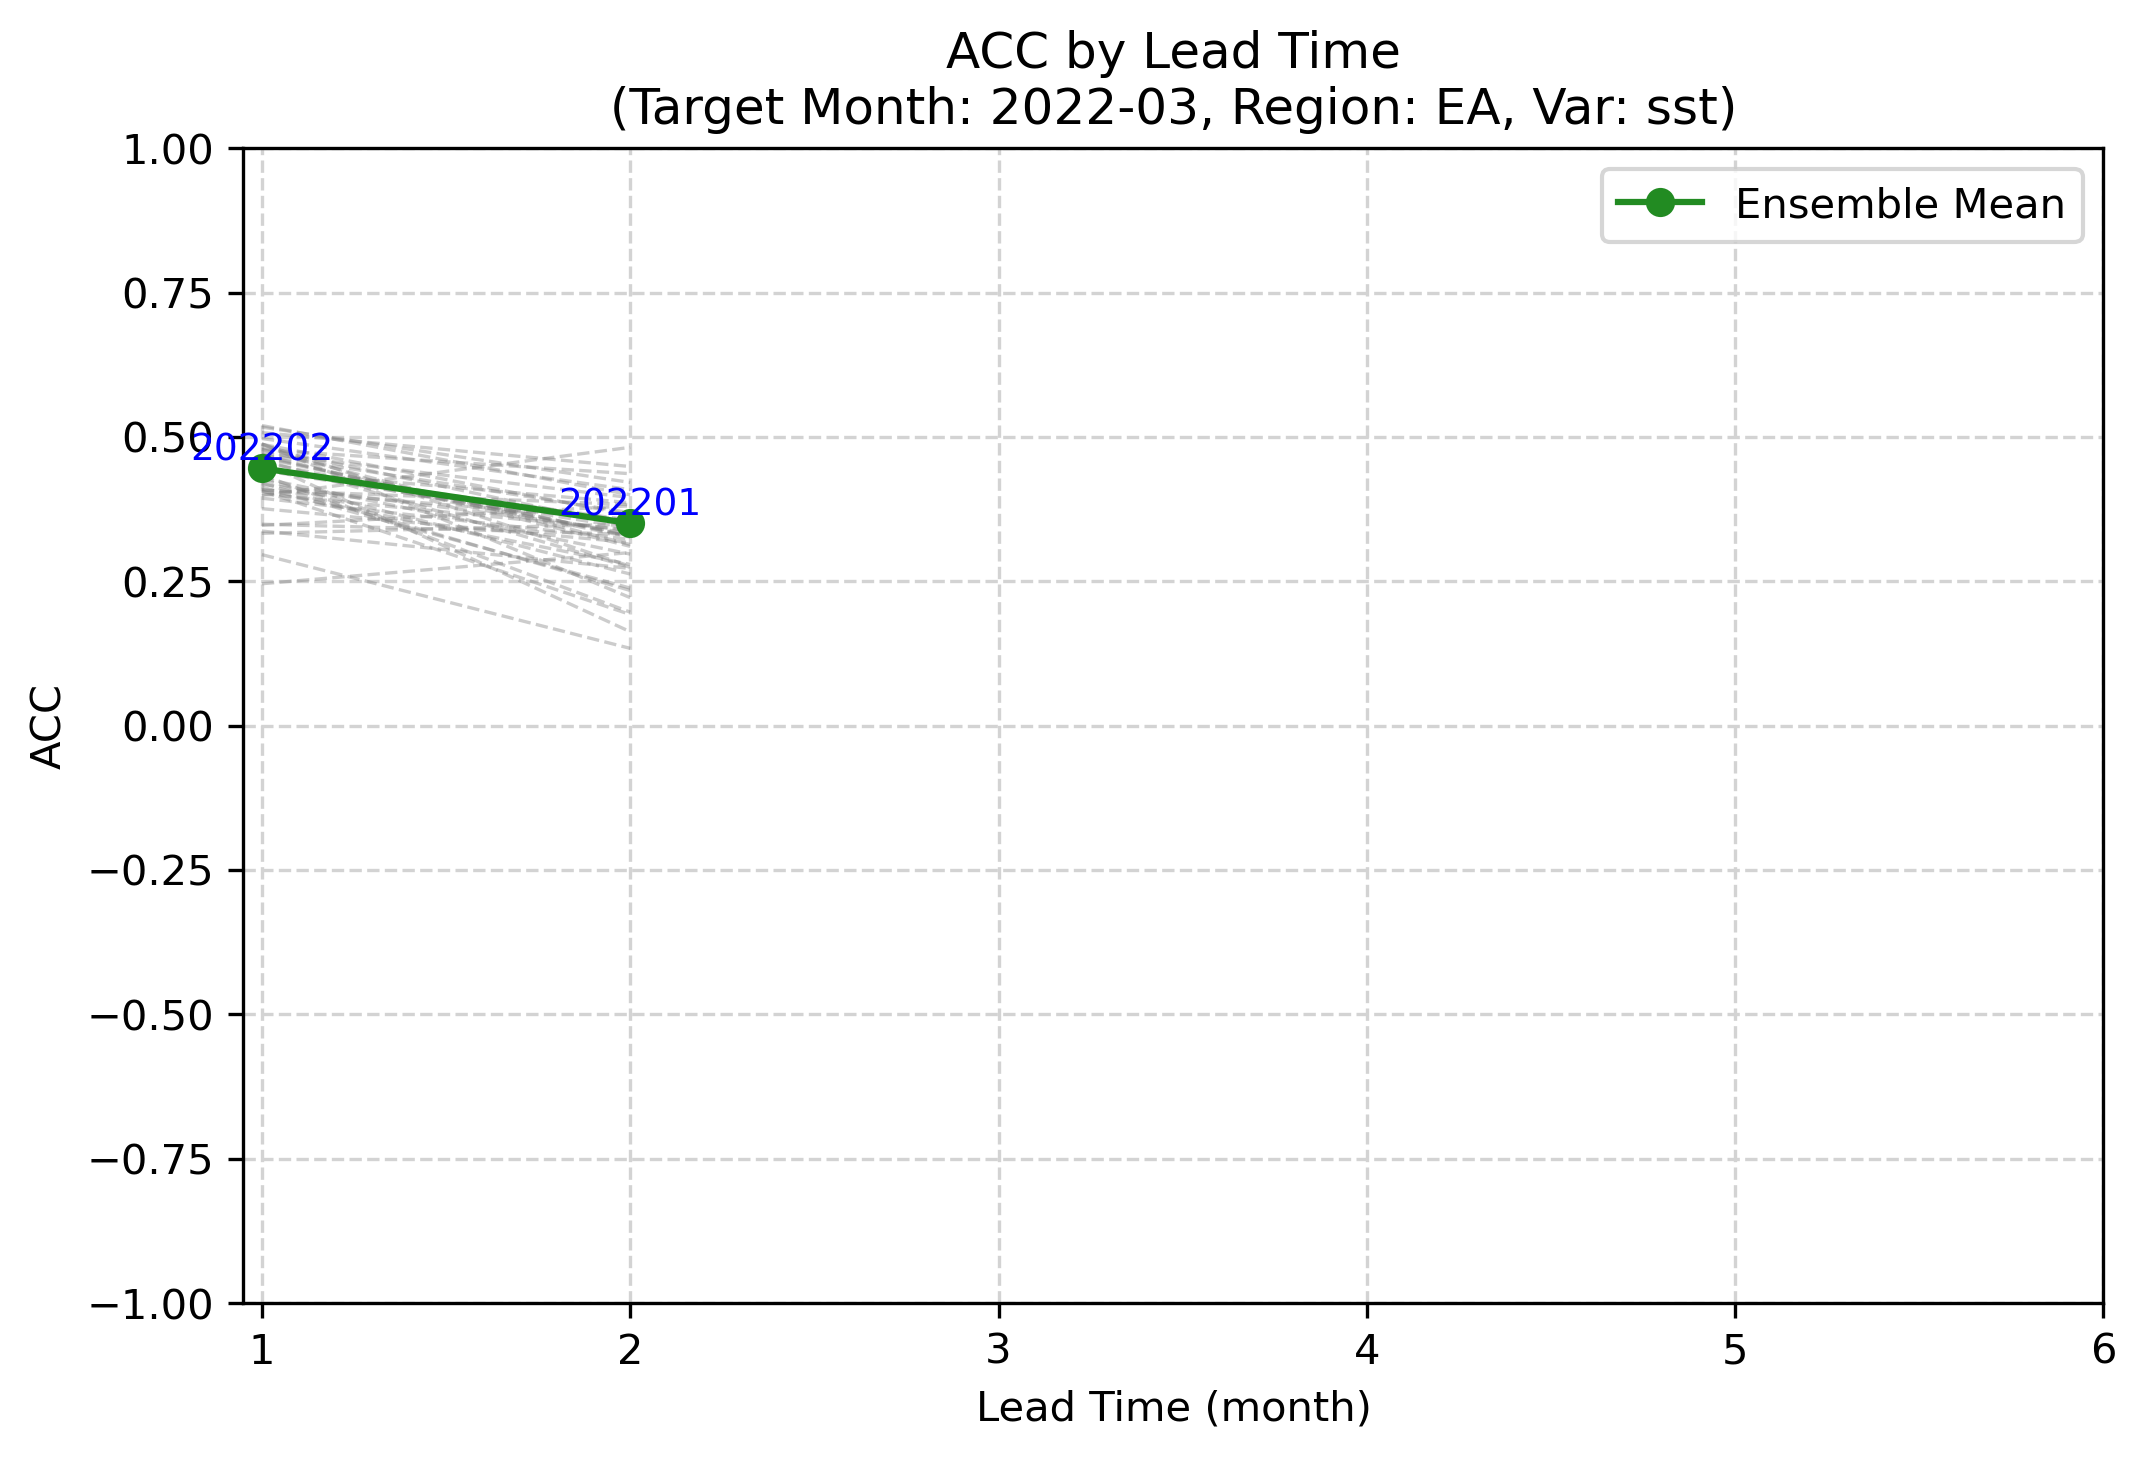 ACC by Lead Time
(Target Month: 2022-03, Region: EA, Var: sst)
Ensemble Mean
1.00
0.75
0.50
0.25
0.00
−0.25
−0.50
−0.75
−1.00
ACC
202202
202201
1 2 3 4 5 6
Lead Time (month)